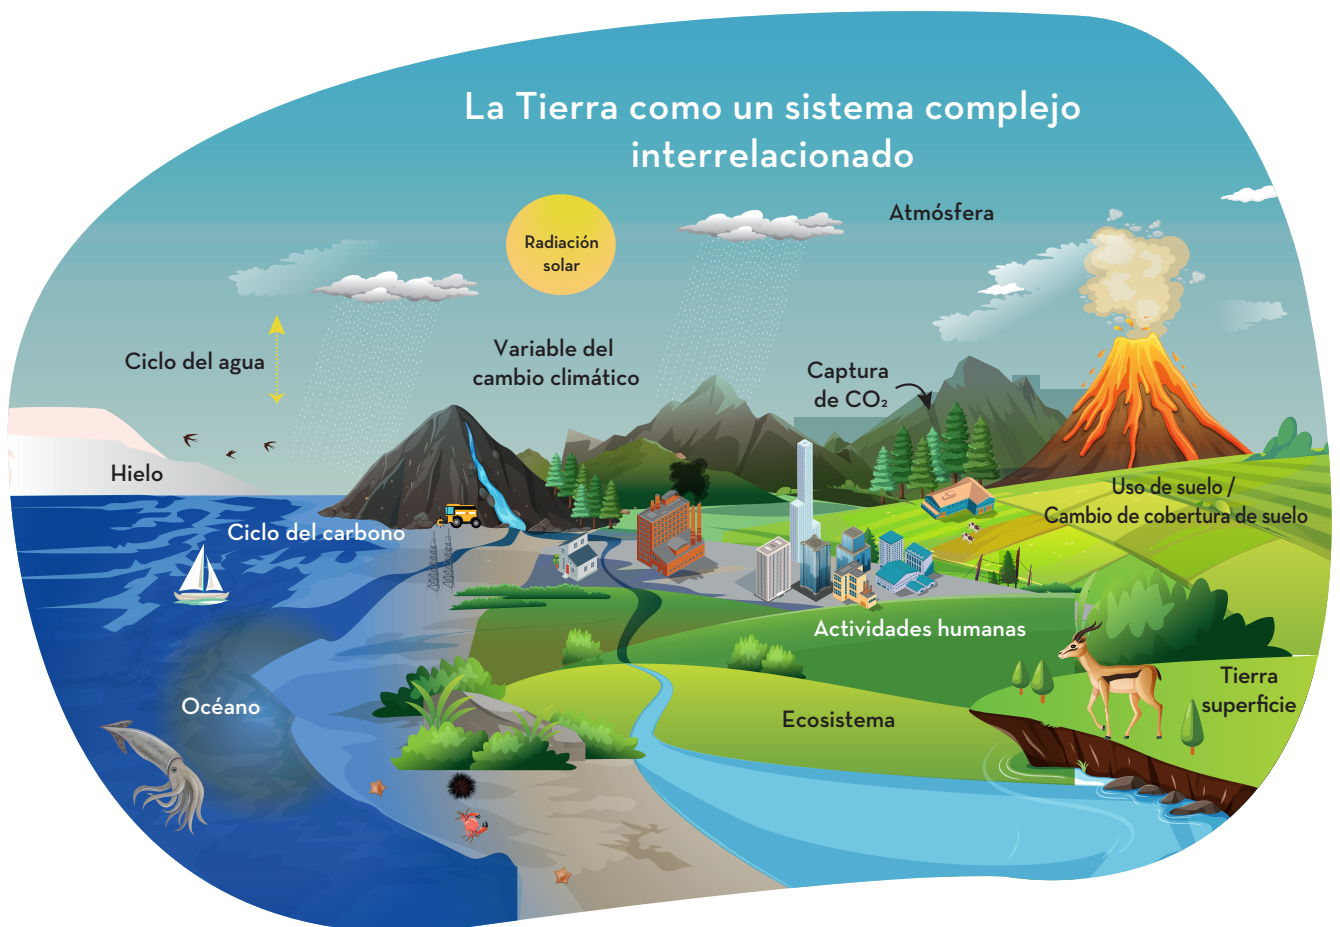 La Tierra como un sistema complejo
interrelacionado
Atmósfera
Radiación
solar
Ciclo del agua
Variable del
cambio climático
Captura
de CO₂
Hielo
Uso de suelo /
Cambio de cobertura de suelo
Ciclo del carbono
Actividades humanas
Tierra
superficie
Océano
Ecosistema